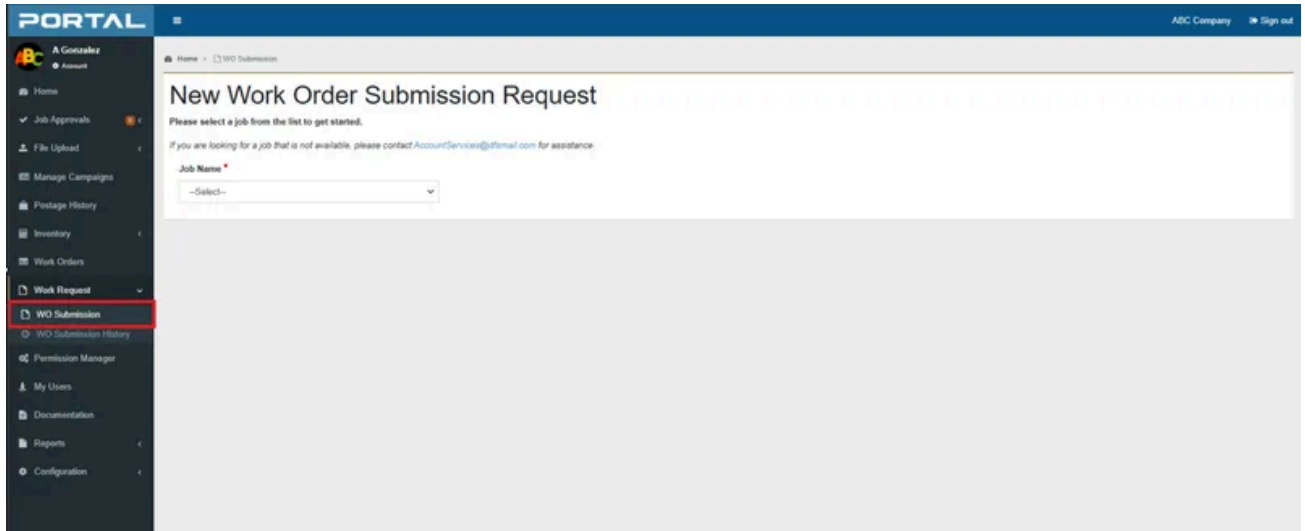 PORTAL
ABC Company Sign out
ABC
A Gonzalez
Account
Home > WO Submission
Home
Job Approvals
File Upload
Manage Campaigns
Postage History
Inventory
Work Orders
Work Request
WO Submission
WO Submission History
Permission Manager
My Users
Documentation
Reports
Configuration
New Work Order Submission Request
Please select a job from the list to get started.
If you are looking for a job that is not available, please contact AccountServices@dfsmail.com for assistance.
Job Name *
--Select--